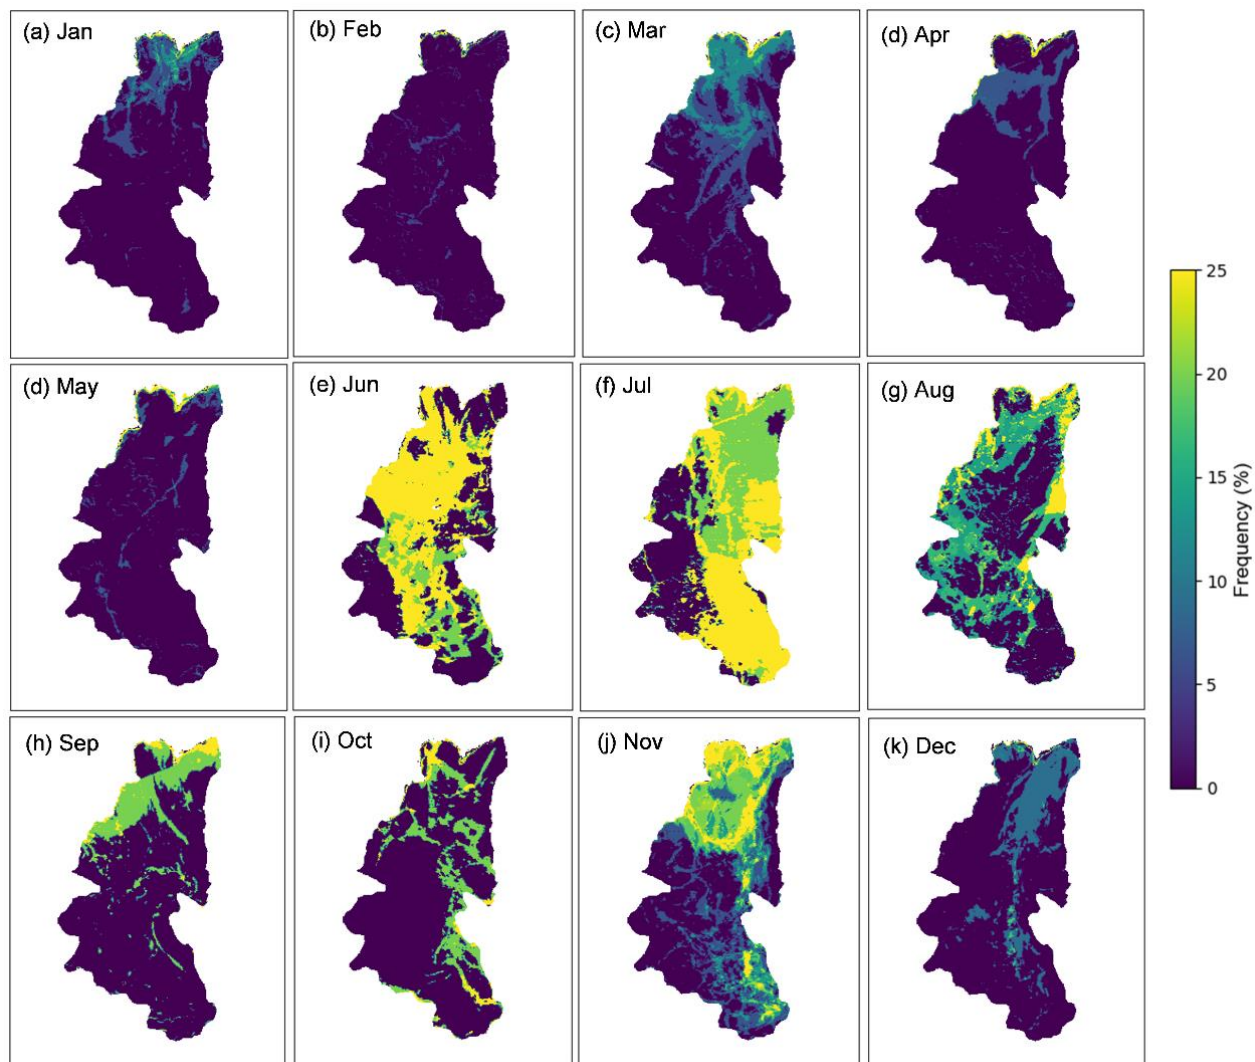 (a) Jan
(b) Feb
(c) Mar
(d) Apr
(d) May
(e) Jun
(f) Jul
(g) Aug
(h) Sep
(i) Oct
(j) Nov
(k) Dec
25
20
15
10
5
0
Frequency (%)